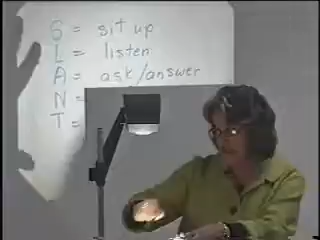 S = sit up
L = listen
A = ask/answer
N =
T =